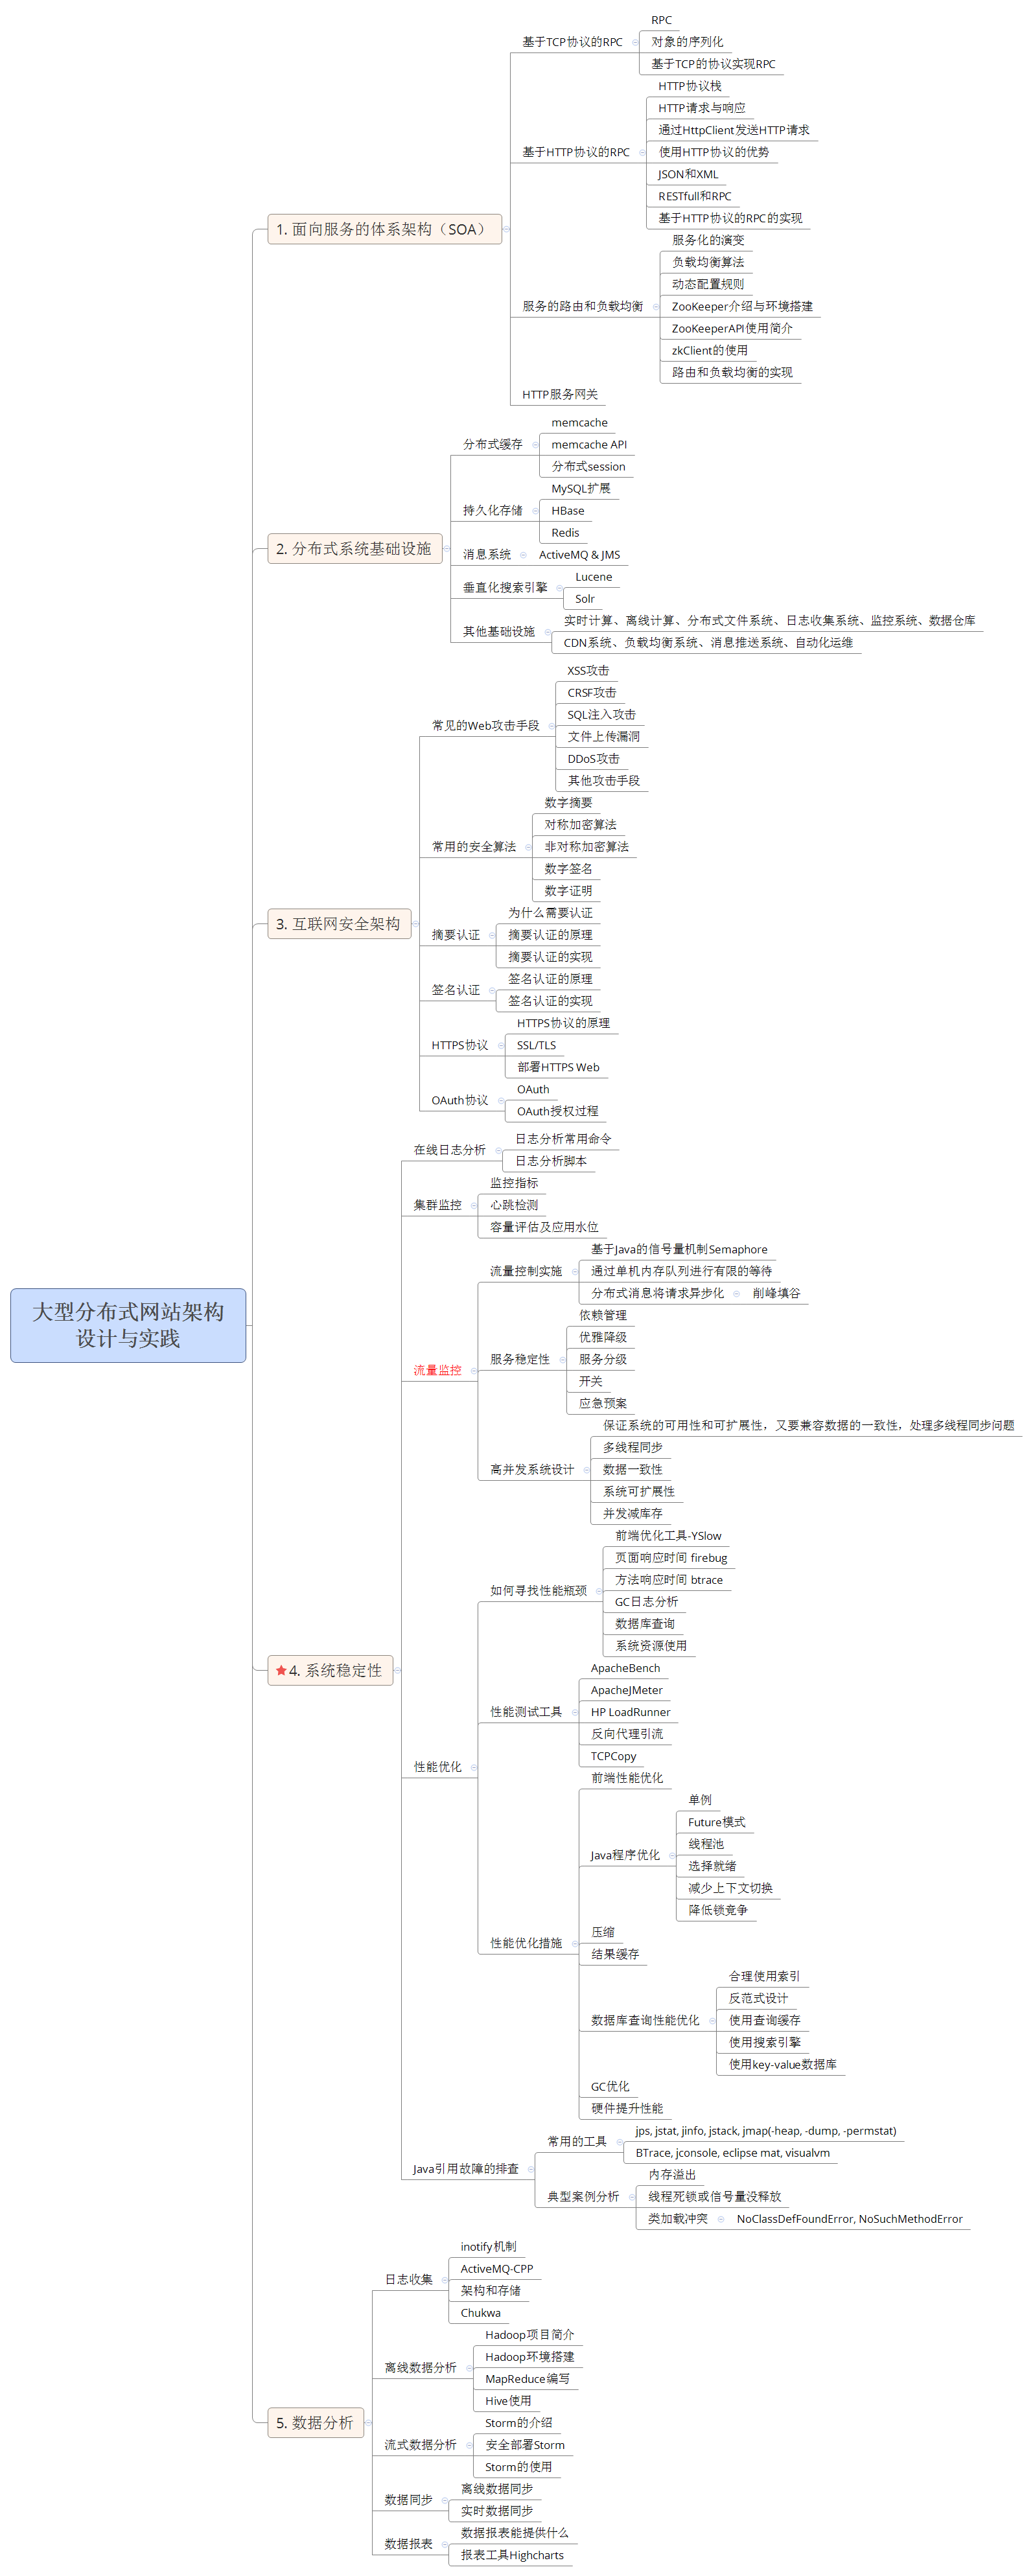 大型分布式网站架构
设计与实践
1. 面向服务的体系架构（SOA）
基于TCP协议的RPC
RPC
对象的序列化
基于TCP的协议实现RPC
基于HTTP协议的RPC
HTTP协议栈
HTTP请求与响应
通过HttpClient发送HTTP请求
使用HTTP协议的优势
JSON和XML
RESTfull和RPC
基于HTTP协议的RPC的实现
服务的路由和负载均衡
服务化的演变
负载均衡算法
动态配置规则
ZooKeeper介绍与环境搭建
ZooKeeperAPI使用简介
zkClient的使用
路由和负载均衡的实现
HTTP服务网关
2. 分布式系统基础设施
分布式缓存
memcache
memcache API
分布式session
持久化存储
MySQL扩展
HBase
Redis
消息系统
ActiveMQ & JMS
垂直化搜索引擎
Lucene
Solr
其他基础设施
实时计算、离线计算、分布式文件系统、日志收集系统、监控系统、数据仓库
CDN系统、负载均衡系统、消息推送系统、自动化运维
3. 互联网安全架构
常见的Web攻击手段
XSS攻击
CRSF攻击
SQL注入攻击
文件上传漏洞
DDoS攻击
其他攻击手段
常用的安全算法
数字摘要
对称加密算法
非对称加密算法
数字签名
数字证明
摘要认证
为什么需要认证
摘要认证的原理
摘要认证的实现
签名认证
签名认证的原理
签名认证的实现
HTTPS协议
HTTPS协议的原理
SSL/TLS
部署HTTPS Web
OAuth协议
OAuth
OAuth授权过程
4. 系统稳定性
在线日志分析
日志分析常用命令
日志分析脚本
集群监控
监控指标
心跳检测
容量评估及应用水位
流量监控
流量控制实施
基于Java的信号量机制Semaphore
通过单机内存队列进行有限的等待
分布式消息将请求异步化
削峰填谷
服务稳定性
依赖管理
优雅降级
服务分级
开关
应急预案
高并发系统设计
保证系统的可用性和可扩展性，又要兼容数据的一致性，处理多线程同步问题
多线程同步
数据一致性
系统可扩展性
并发减库存
性能优化
如何寻找性能瓶颈
前端优化工具-YSlow
页面响应时间 firebug
方法响应时间 btrace
GC日志分析
数据库查询
系统资源使用
性能测试工具
ApacheBench
ApacheJMeter
HP LoadRunner
反向代理引流
TCPCopy
性能优化措施
前端性能优化
Java程序优化
单例
Future模式
线程池
选择就绪
减少上下文切换
降低锁竞争
压缩
结果缓存
数据库查询性能优化
合理使用索引
反范式设计
使用查询缓存
使用搜索引擎
使用key-value数据库
GC优化
硬件提升性能
Java引用故障的排查
常用的工具
jps, jstat, jinfo, jstack, jmap(-heap, -dump, -permstat)
BTrace, jconsole, eclipse mat, visualvm
典型案例分析
内存溢出
线程死锁或信号量没释放
类加载冲突
NoClassDefFoundError, NoSuchMethodError
5. 数据分析
日志收集
inotify机制
ActiveMQ-CPP
架构和存储
Chukwa
离线数据分析
Hadoop项目简介
Hadoop环境搭建
MapReduce编写
Hive使用
流式数据分析
Storm的介绍
安全部署Storm
Storm的使用
数据同步
离线数据同步
实时数据同步
数据报表
数据报表能提供什么
报表工具Highcharts